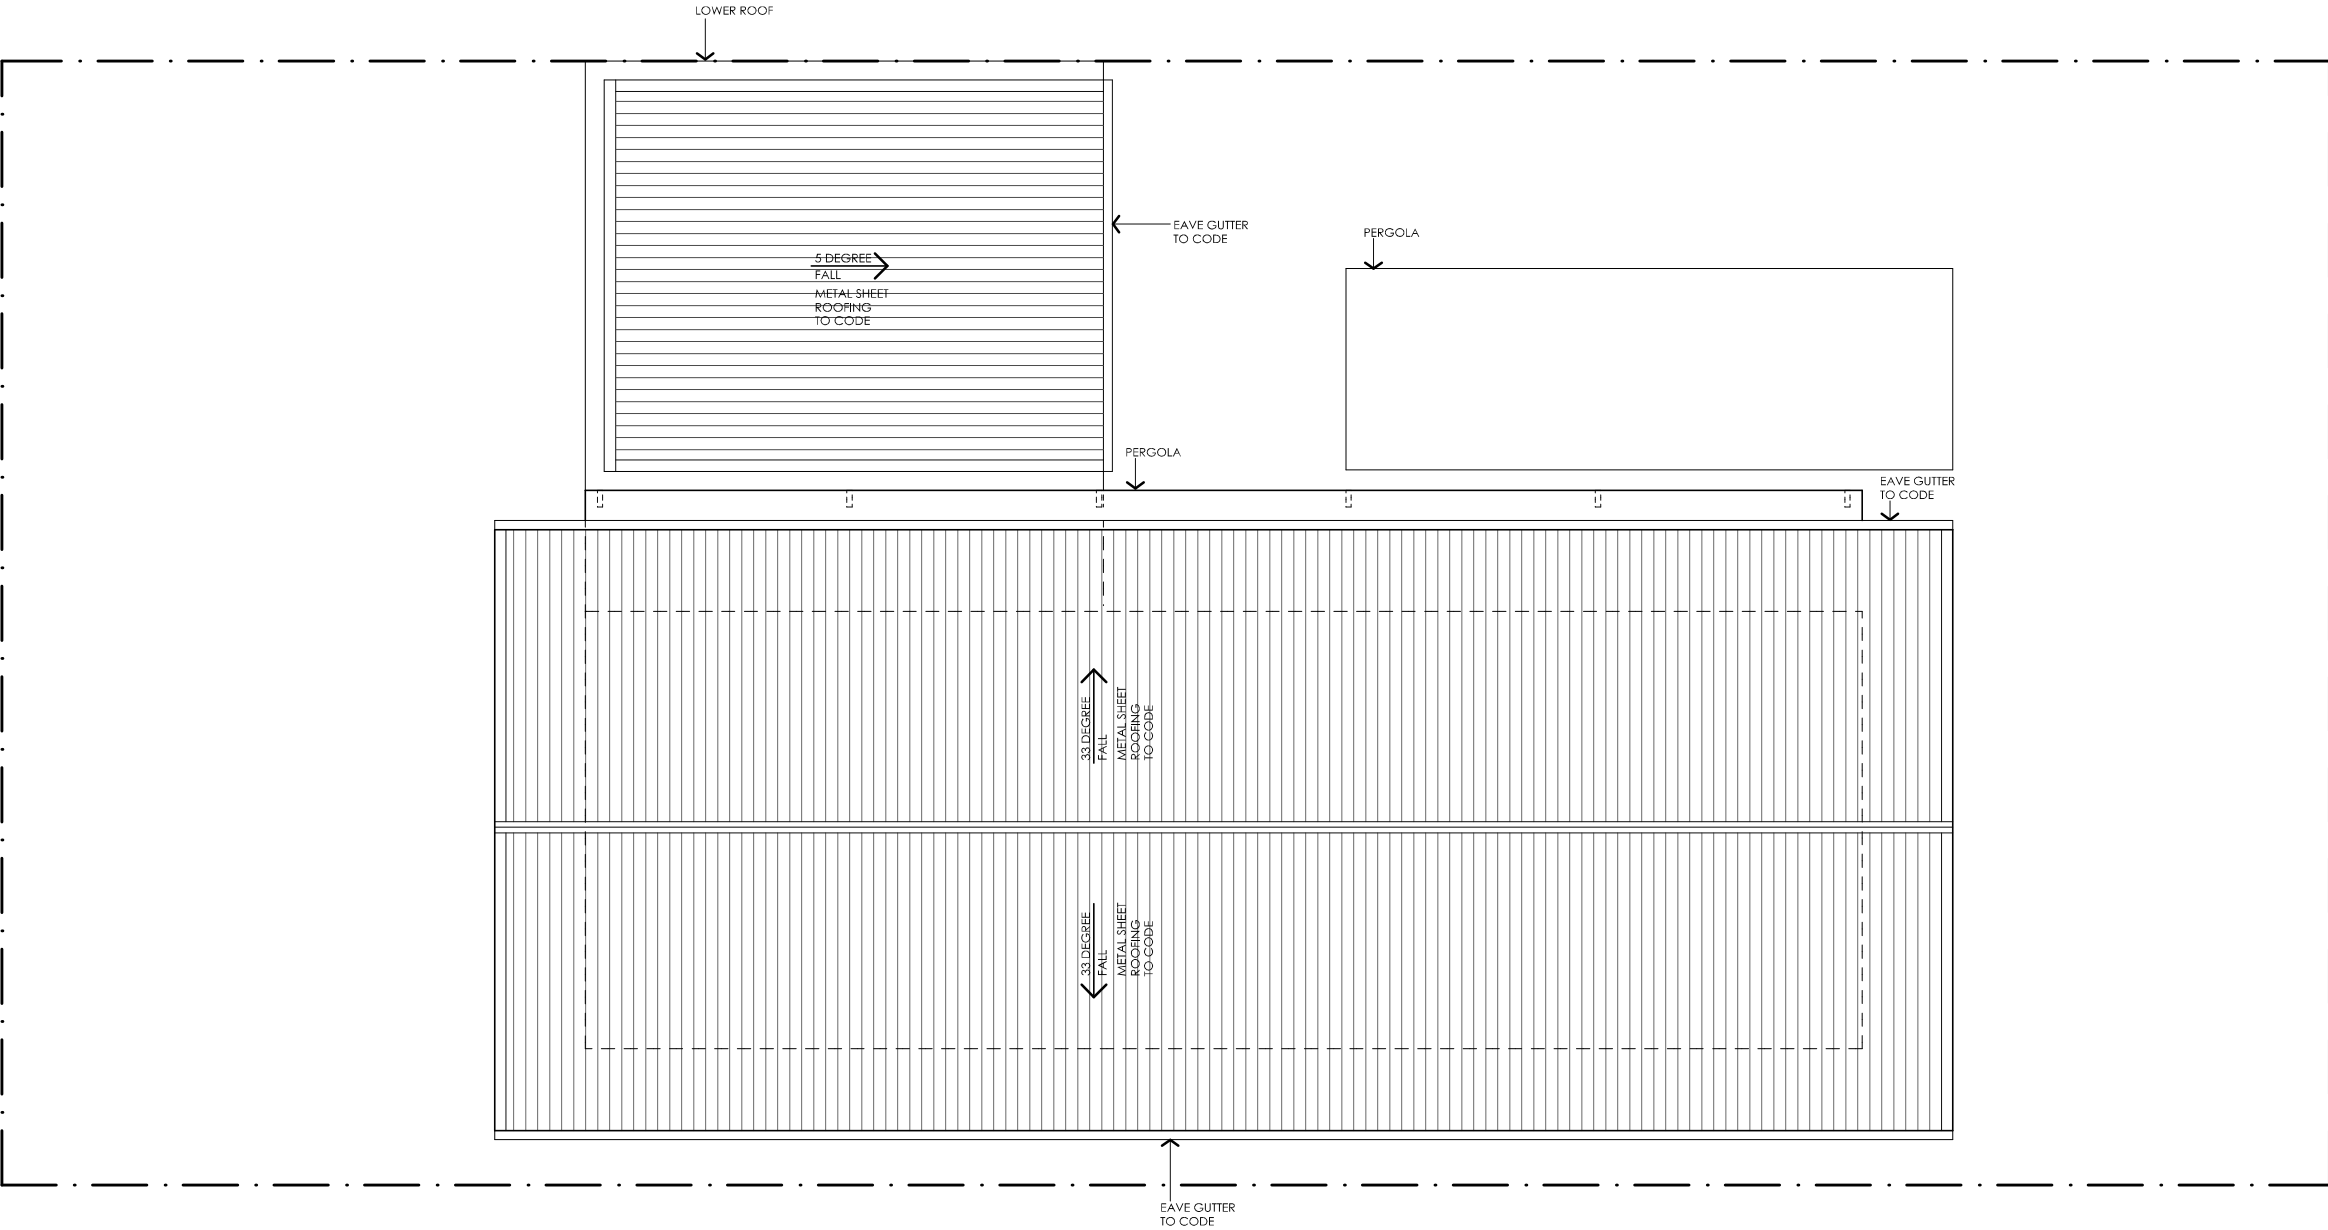 LOWER ROOF
EAVE GUTTER
TO CODE
PERGOLA
5 DEGREE
FALL
METAL SHEET
ROOFING
TO CODE
PERGOLA
EAVE GUTTER
TO CODE
33 DEGREE
FALL
METAL SHEET
ROOFING
TO CODE
33 DEGREE
FALL
METAL SHEET
ROOFING
TO CODE
EAVE GUTTER
TO CODE